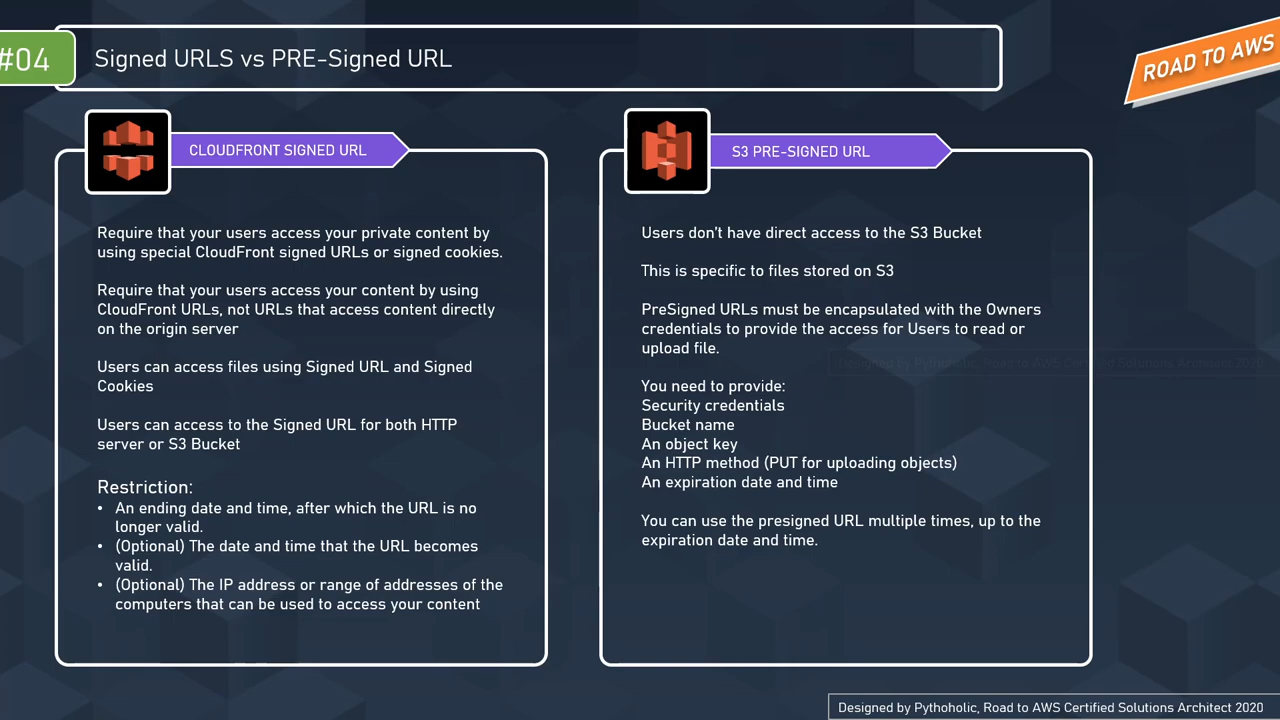 #04
Signed URLS vs PRE-Signed URL
ROAD TO AWS
CLOUDFRONT SIGNED URL
Require that your users access your private content by
using special CloudFront signed URLs or signed cookies.
Require that your users access your content by using
CloudFront URLs, not URLs that access content directly
on the origin server
Users can access files using Signed URL and Signed
Cookies
Users can access to the Signed URL for both HTTP
server or S3 Bucket
Restriction:
• An ending date and time, after which the URL is no
longer valid.
• (Optional) The date and time that the URL becomes
valid.
• (Optional) The IP address or range of addresses of the
computers that can be used to access your content
S3 PRE-SIGNED URL
Users don't have direct access to the S3 Bucket
This is specific to files stored on S3
PreSigned URLs must be encapsulated with the Owners
credentials to provide the access for Users to read or
upload file.
You need to provide:
Security credentials
Bucket name
An object key
An HTTP method (PUT for uploading objects)
An expiration date and time
You can use the presigned URL multiple times, up to the
expiration date and time.
Designed by Pythoholic, Road to AWS Certified Solutions Architect 2020
Designed by Pythoholic, Road to AWS Certified Solutions Architect 2020